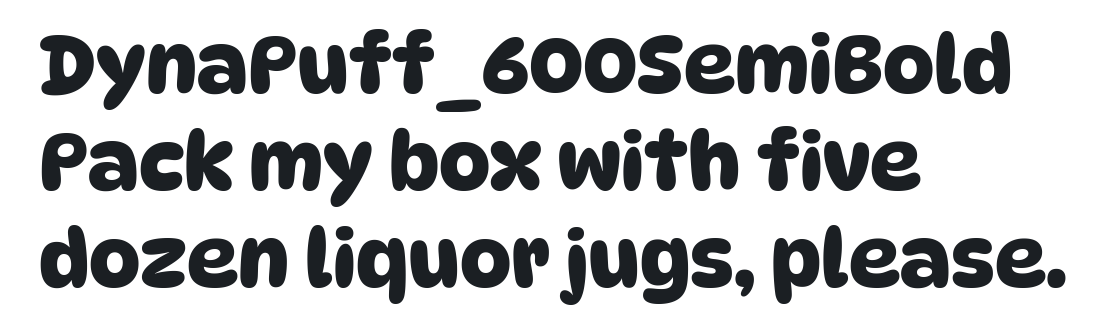 DynaPuff_600SemiBold
Pack my box with five
dozen liquor jugs, please.